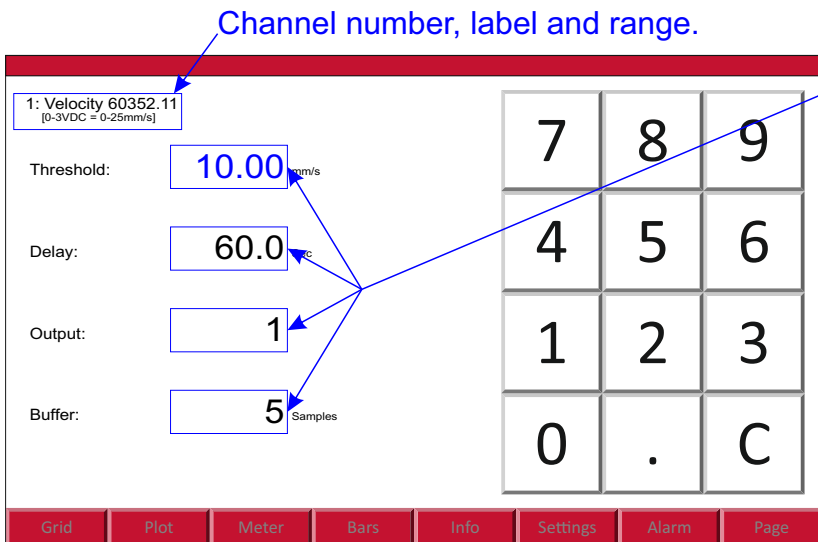 Channel number, label and range.
1: Velocity 60352.11
[0-3VDC = 0-25mm/s]
7 8 9
Threshold: 10.00 mm/s
4 5 6
Delay: 60.0
Output: 1
1 2 3
Buffer: 5 Samples
0 . C
Grid Plot Meter Bars Info Settings Alarm Page